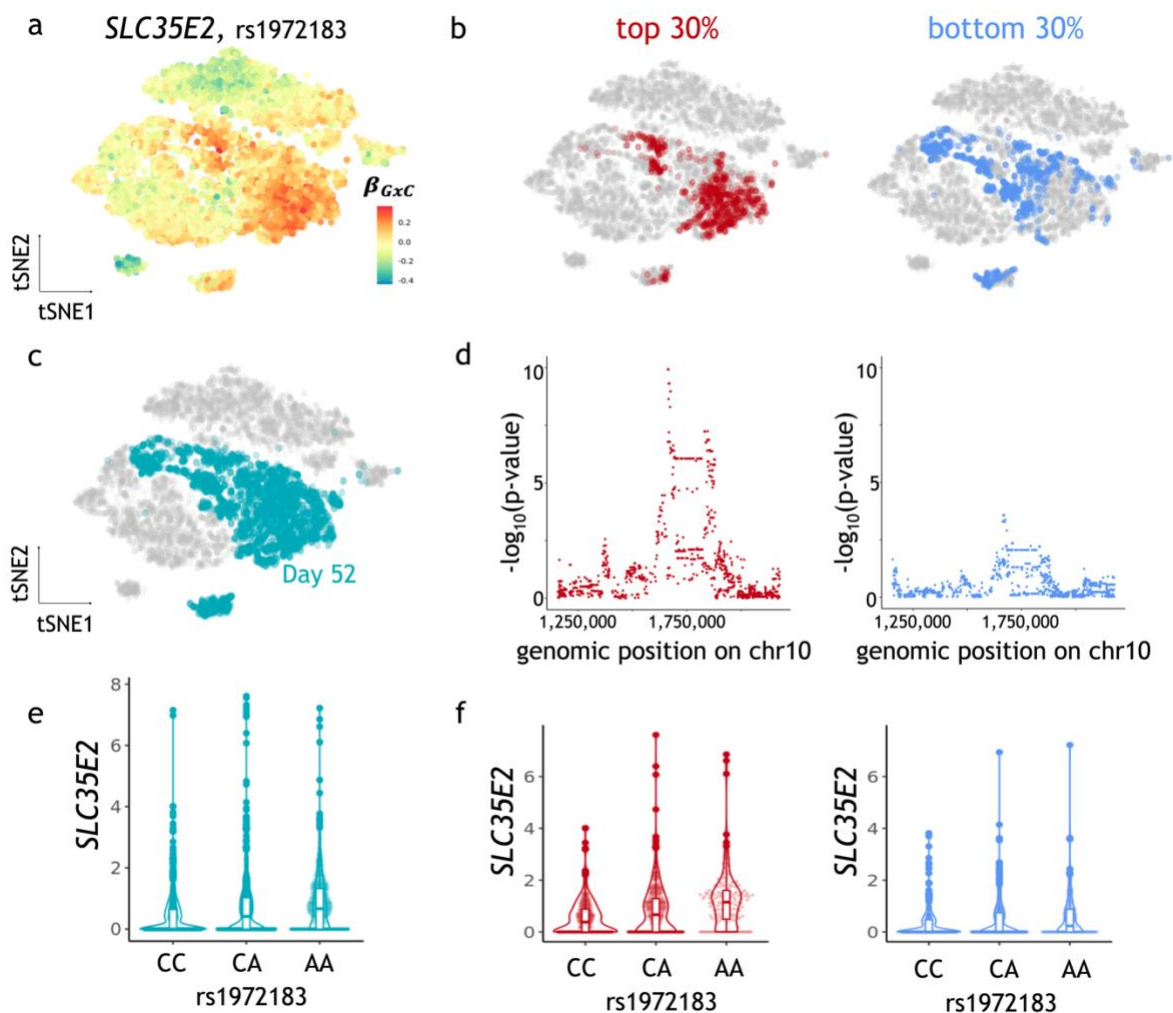 a
SLC35E2, rs1972183
βGxC
0.2
0.0
-0.2
-0.4
tSNE2
tSNE1
b
top 30%
bottom 30%
c
Day 52
tSNE2
tSNE1
d
10
5
0
-log10(p-value)
1,250,000 1,750,000
genomic position on chr10
10
5
0
-log10(p-value)
1,250,000 1,750,000
genomic position on chr10
e
SLC35E2
8
6
4
2
0
CC CA AA
rs1972183
f
SLC35E2
6
4
2
0
CC CA AA
rs1972183
SLC35E2
6
4
2
0
CC CA AA
rs1972183